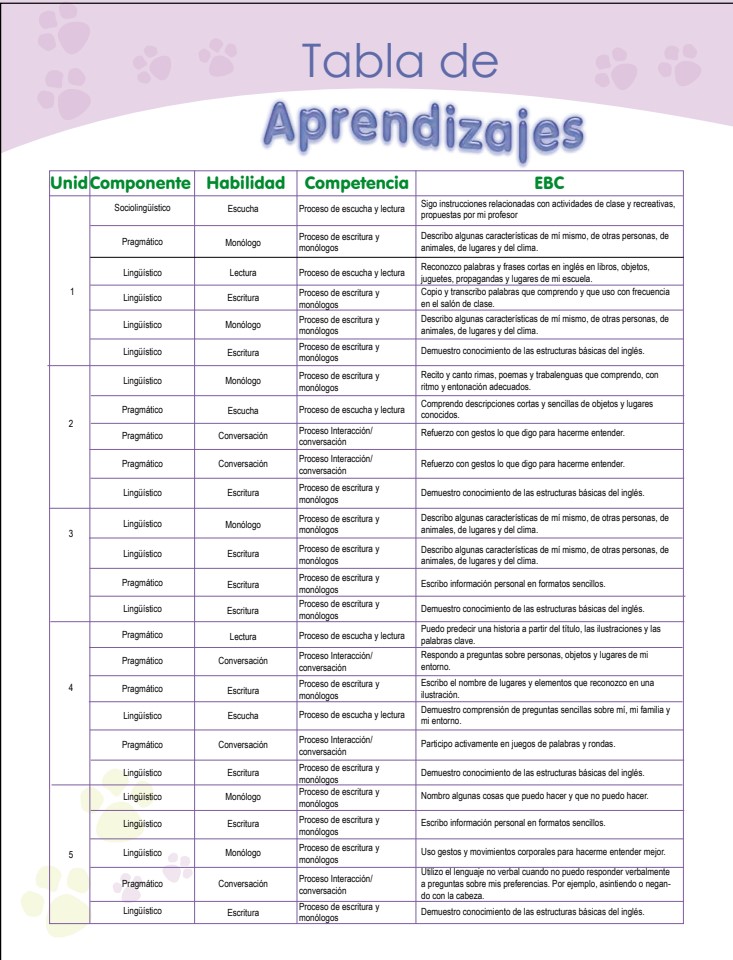 Tabla de
Aprendizajes
Unid Componente Habilidad Competencia EBC
1
Sociolingüístico Escucha Proceso de escucha y lectura Sigo instrucciones relacionadas con actividades de clase y recreativas,
propuestas por mi profesor
Pragmático Monólogo Proceso de escritura y
monólogos
Describo algunas características de mí mismo, de otras personas, de
animales, de lugares y del clima.
Lingüístico Lectura Proceso de escucha y lectura Reconozco palabras y frases cortas en inglés en libros, objetos,
juguetes, propagandas y lugares de mi escuela.
Lingüístico Escritura Proceso de escritura y
monólogos
Copio y transcribo palabras que comprendo y que uso con frecuencia
en el salón de clase.
Lingüístico Monólogo Proceso de escritura y
monólogos
Describo algunas características de mí mismo, de otras personas, de
animales, de lugares y del clima.
Lingüístico Escritura Proceso de escritura y
monólogos
Demuestro conocimiento de las estructuras básicas del inglés.
2
Lingüístico Monólogo Proceso de escritura y
monólogos
Recito y canto rimas, poemas y trabalenguas que comprendo, con
ritmo y entonación adecuados.
Pragmático Escucha Proceso de escucha y lectura Comprendo descripciones cortas y sencillas de objetos y lugares
conocidos.
Pragmático Conversación Proceso Interacción/
conversación
Refuerzo con gestos lo que digo para hacerme entender.
Pragmático Conversación Proceso Interacción/
conversación
Refuerzo con gestos lo que digo para hacerme entender.
Lingüístico Escritura Proceso de escritura y
monólogos
Demuestro conocimiento de las estructuras básicas del inglés.
3
Lingüístico Monólogo Proceso de escritura y
monólogos
Describo algunas características de mí mismo, de otras personas, de
animales, de lugares y del clima.
Lingüístico Escritura Proceso de escritura y
monólogos
Describo algunas características de mí mismo, de otras personas, de
animales, de lugares y del clima.
Pragmático Escritura Proceso de escritura y
monólogos
Escribo información personal en formatos sencillos.
Lingüístico Escritura Proceso de escritura y
monólogos
Demuestro conocimiento de las estructuras básicas del inglés.
4
Pragmático Lectura Proceso de escucha y lectura Puedo predecir una historia a partir del título, las ilustraciones y las
palabras clave.
Pragmático Conversación Proceso Interacción/
conversación
Respondo a preguntas sobre personas, objetos y lugares de mi
entorno.
Pragmático Escritura Proceso de escritura y
monólogos
Escribo el nombre de lugares y elementos que reconozco en una
ilustración.
Lingüístico Escucha Proceso de escucha y lectura Demuestro comprensión de preguntas sencillas sobre mí, mi familia y
mi entorno.
Pragmático Conversación Proceso Interacción/
conversación
Participo activamente en juegos de palabras y rondas.
Lingüístico Escritura Proceso de escritura y
monólogos
Demuestro conocimiento de las estructuras básicas del inglés.
5
Lingüístico Monólogo Proceso de escritura y
monólogos
Nombro algunas cosas que puedo hacer y que no puedo hacer.
Lingüístico Escritura Proceso de escritura y
monólogos
Escribo información personal en formatos sencillos.
Lingüístico Monólogo Proceso de escritura y
monólogos
Uso gestos y movimientos corporales para hacerme entender mejor.
Pragmático Conversación Proceso Interacción/
conversación
Utilizo el lenguaje no verbal cuando no puedo responder verbalmente
a preguntas sobre mis preferencias. Por ejemplo, asintiendo o negan-
do con la cabeza.
Lingüístico Escritura Proceso de escritura y
monólogos
Demuestro conocimiento de las estructuras básicas del inglés.